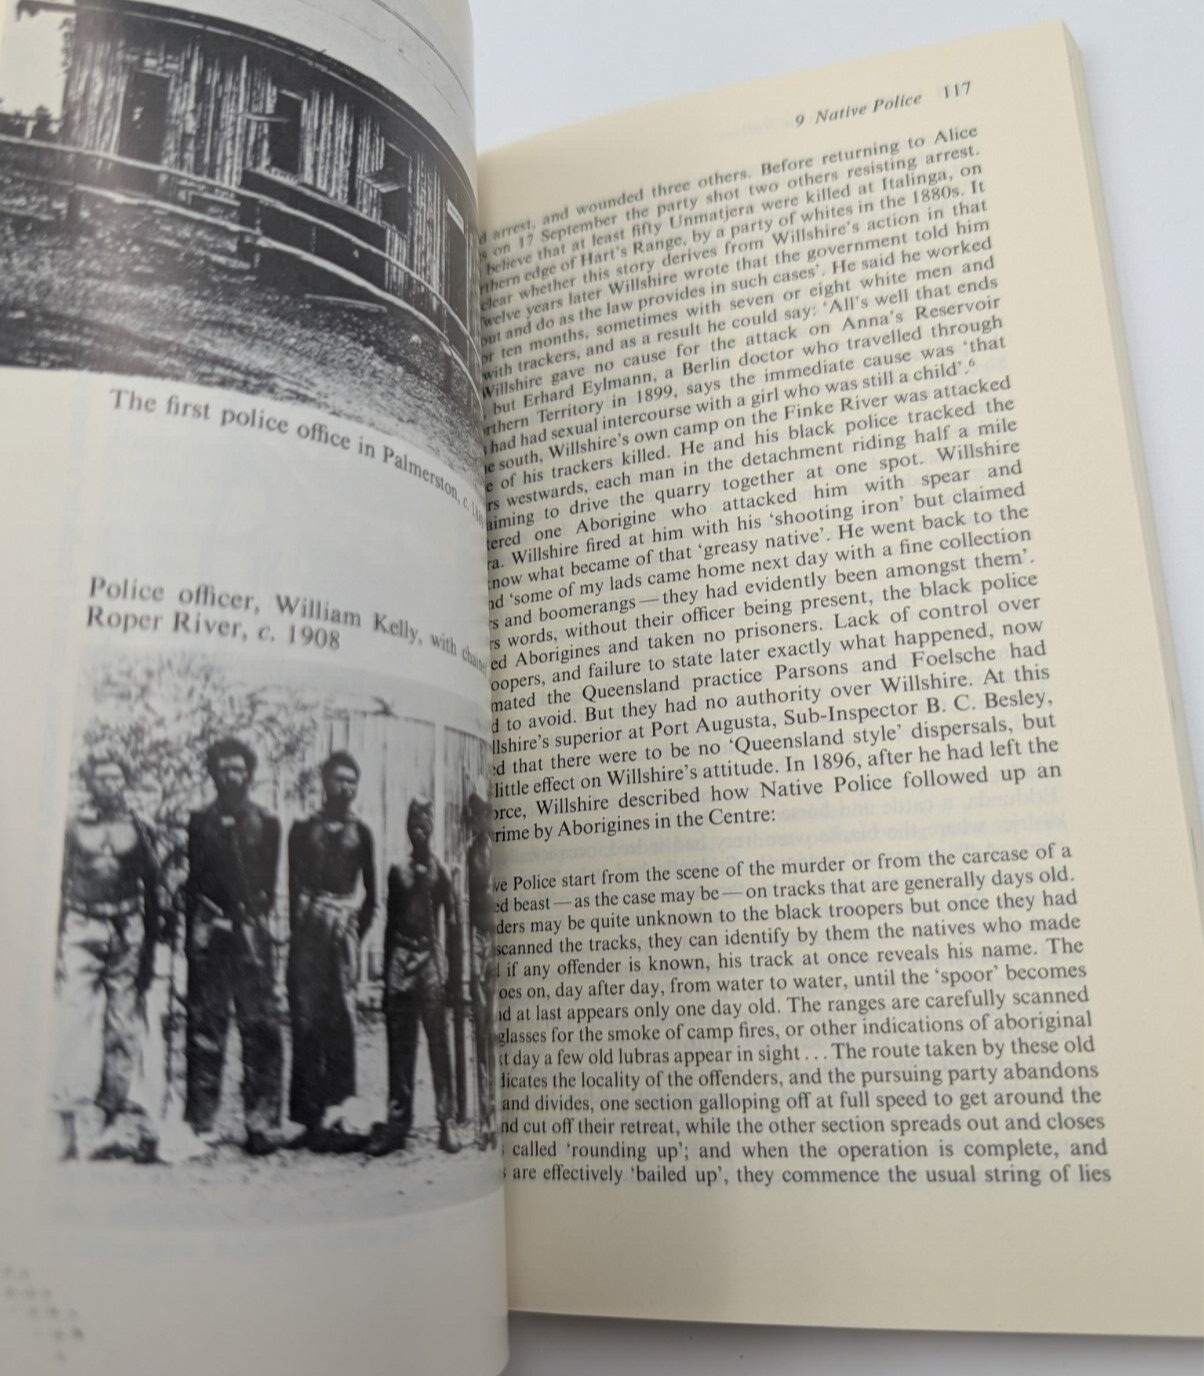 The first police office in Palmerston, c.
Police officer, William Kelly, with
Roper River, c. 1908
9 Native Police 117
arrest, and wounded three others. Before returning to Alice
on 17 September the party shot two others resisting arrest.
believe that at least fifty Unmatjera were killed at Italinga, on
edge of Hart's Range, by a party of whites in the 1880s. It
clear whether this story derives from Willshire's action in that
years later Willshire wrote that the government told him
out and do as the law provides in such cases'. He said he worked
ten months, sometimes with seven or eight white men and
with trackers, and as a result he could say: 'All's well that ends
Willshire gave no cause for the attack on Anna's Reservoir
but Erhard Eylmann, a Berlin doctor who travelled through
Territory in 1899, says the immediate cause was 'that
had had sexual intercourse with a girl who was still a child'.⁶
south, Willshire's own camp on the Finke River was attacked
of his trackers killed. He and his black police tracked the
westwards, each man in the detachment riding half a mile
aiming to drive the quarry together at one spot. Willshire
one Aborigine who attacked him with spear and
Willshire fired at him with his 'shooting iron' but claimed
know what became of that 'greasy native'. He went back to the
'some of my lads came home next day with a fine collection
and boomerangs—they had evidently been amongst them'.
words, without their officer being present, the black police
Aborigines and taken no prisoners. Lack of control over
and failure to state later exactly what happened, now
the Queensland practice Parsons and Foelsche had
to avoid. But they had no authority over Willshire. At this
superior at Port Augusta, Sub-Inspector B. C. Besley,
that there were to be no 'Queensland style' dispersals, but
little effect on Willshire's attitude. In 1896, after he had left the
Willshire described how Native Police followed up an
by Aborigines in the Centre:
Police start from the scene of the murder or from the carcase of a
beast—as the case may be—on tracks that are generally days old.
may be quite unknown to the black troopers but once they had
scanned the tracks, they can identify by them the natives who made
if any offender is known, his track at once reveals his name. The
on, day after day, from water to water, until the 'spoor' becomes
at last appears only one day old. The ranges are carefully scanned
glasses for the smoke of camp fires, or other indications of aboriginal
day a few old lubras appear in sight . . . The route taken by these old
the locality of the offenders, and the pursuing party abandons
and divides, one section galloping off at full speed to get around the
cut off their retreat, while the other section spreads out and closes
called 'rounding up'; and when the operation is complete, and
are effectively 'bailed up', they commence the usual string of lies